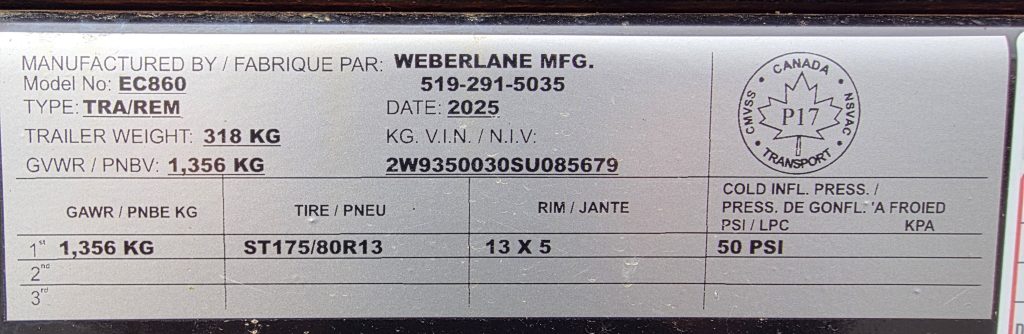 MANUFACTURED BY / FABRIQUE PAR: WEBERLANE MFG.
Model No: EC860 519-291-5035
TYPE: TRA/REM DATE: 2025
TRAILER WEIGHT: 318 KG KG. V.I.N. / N.I.V:
GVWR / PNBV: 1,356 KG 2W9350030SU085679
CANADA
CMVSS P17 NSVAC
TRANSPORT
GAWR / PNBE KG TIRE / PNEU RIM / JANTE COLD INFL. PRESS. /
PRESS. DE GONFL: 'A FROIED
PSI / LPC KPA
1st 1,356 KG ST175/80R13 13 X 5 50 PSI
2nd
3rd